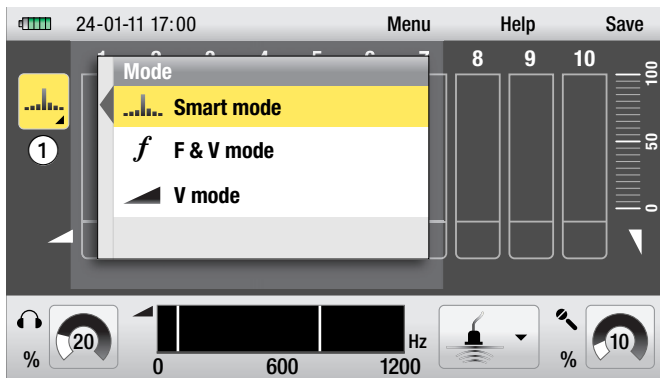 24-01-11 17:00 Menu Help Save
7 8 9 10
Mode
Smart mode
f F & V mode
V mode
1
100
50
0
20 % Hz 10 %
0 600 1200